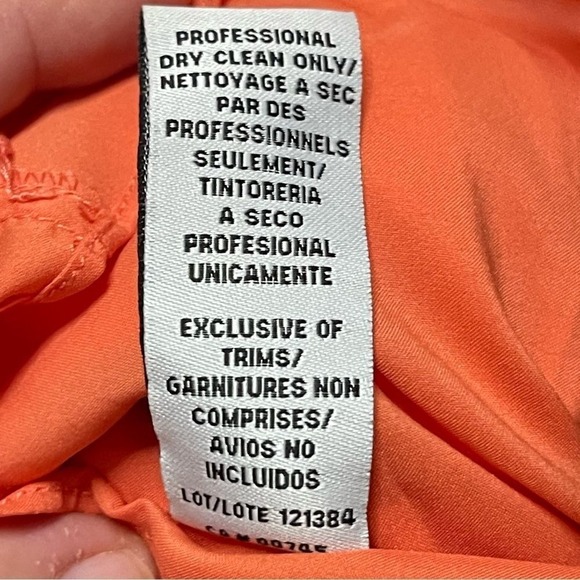 PROFESSIONAL
DRY CLEAN ONLY/
NETTOYAGE A SEC
PAR DES
PROFESSIONNELS
SEULEMENT/
TINTORERIA
A SECO
PROFESIONAL
UNICAMENTE
EXCLUSIVE OF
TRIMS/
GARNITURES NON
COMPRISES/
AVIOS NO
INCLUIDOS
LOT/LOTE 121384